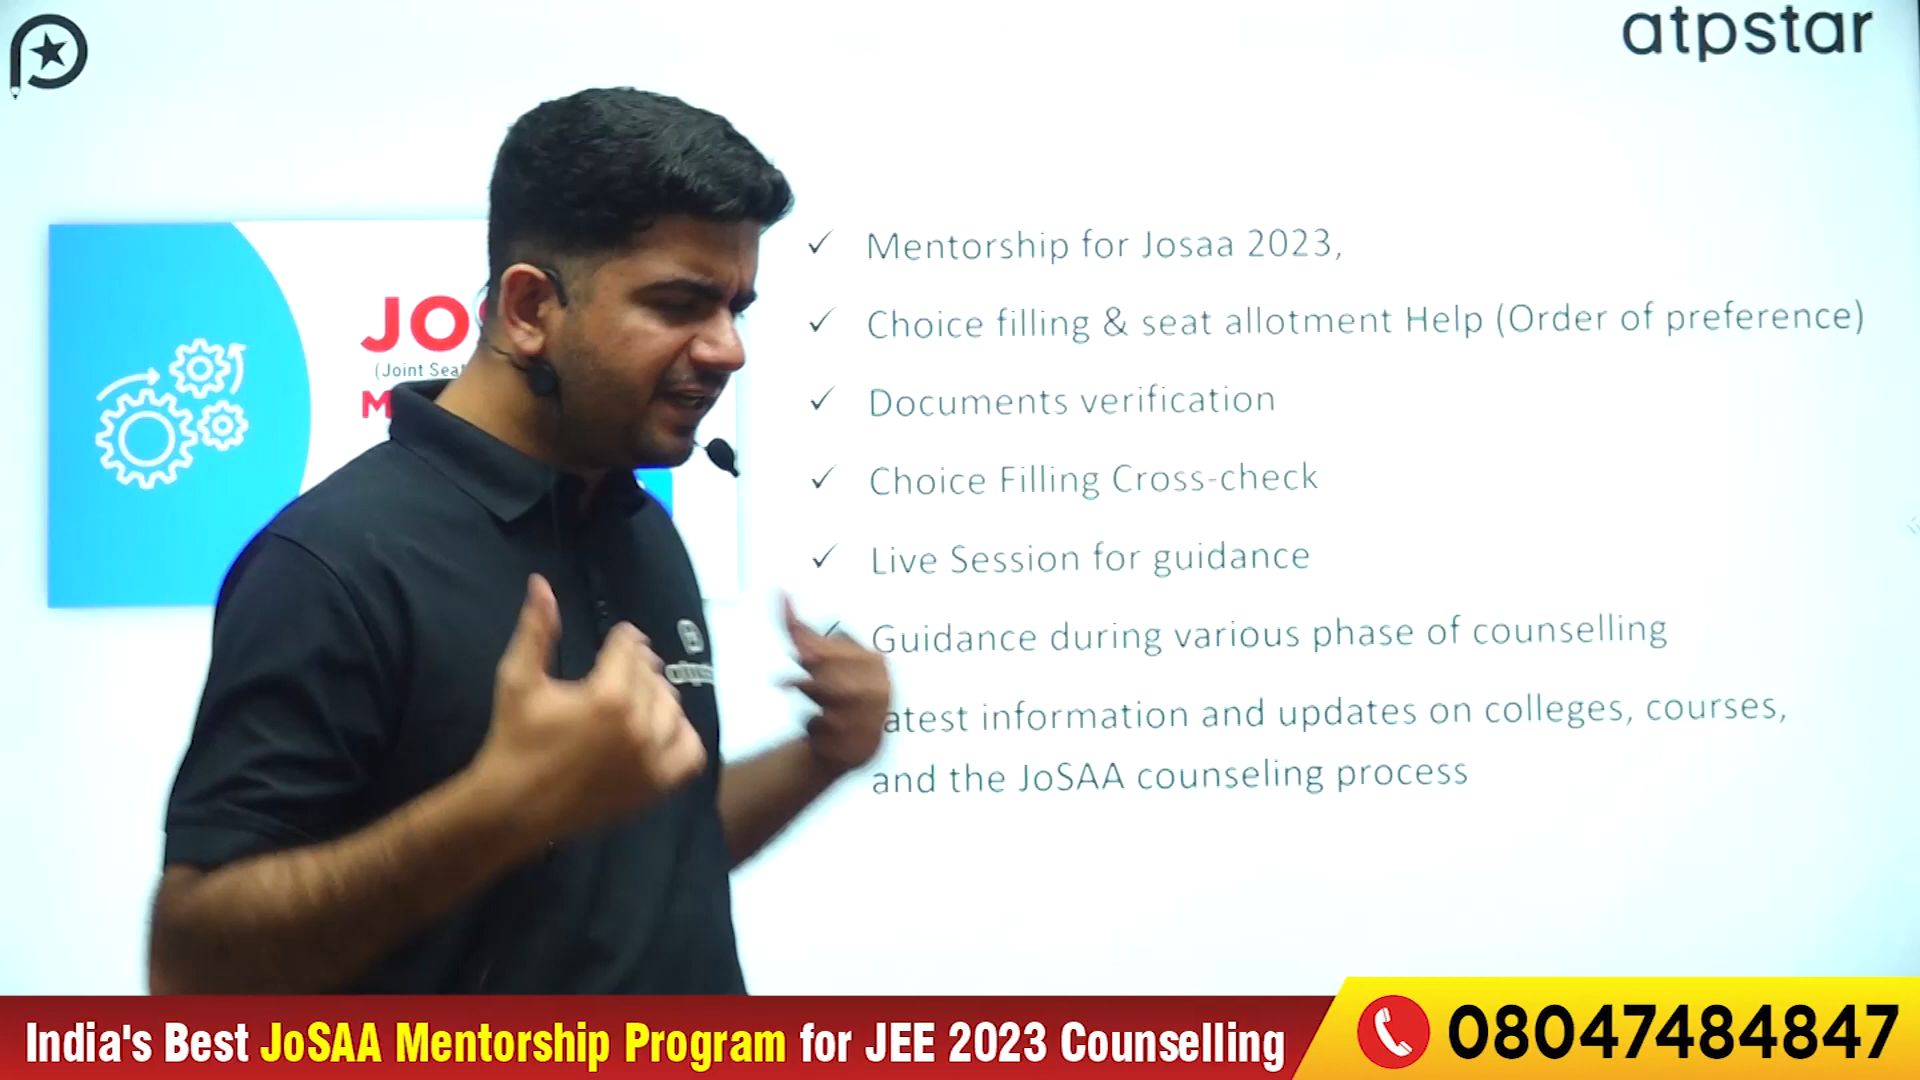 atpstar
JO
(Joint Seat
M
Mentorship for Josaa 2023,
Choice filling & seat allotment Help (Order of preference)
Documents verification
Choice Filling Cross-check
Live Session for guidance
Guidance during various phase of counselling
atest information and updates on colleges, courses,
and the JoSAA counseling process
India's Best JoSAA Mentorship Program for JEE 2023 Counselling
08047484847